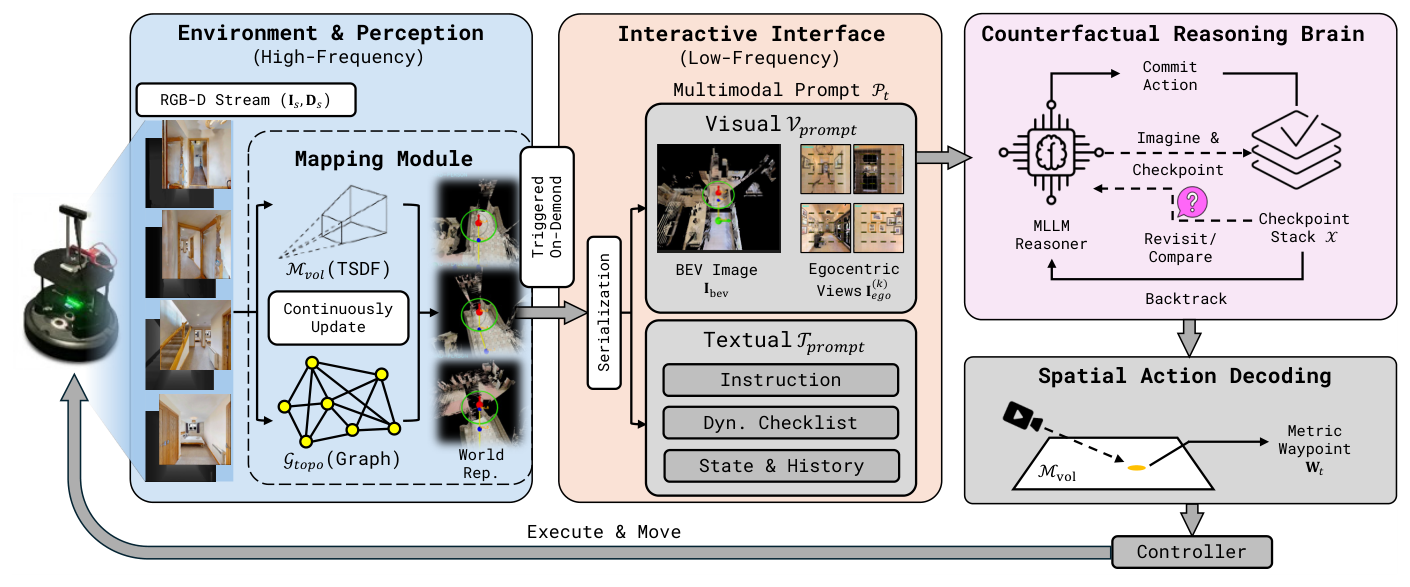 Environment & Perception
(High-Frequency)
RGB-D Stream (𝐈ₛ, 𝐃ₛ)
Mapping Module
ℳ_vol(TSDF)
Continuously
Update
𝒢_topo(Graph)
World
Rep.
Triggered
On-Demand
Interactive Interface
(Low-Frequency)
Multimodal Prompt 𝒫_t
Serialization
Visual 𝒱_prompt
BEV Image
𝐈_bev
Egocentric
Views 𝐈_ego^(k)
Textual 𝒯_prompt
Instruction
Dyn. Checklist
State & History
Counterfactual Reasoning Brain
Commit
Action
Imagine &
Checkpoint
?
MLLM
Reasoner
Revisit/
Compare
Checkpoint
Stack 𝒳
Backtrack
Spatial Action Decoding
ℳ_vol
Metric
Waypoint
𝐖_t
Controller
Execute & Move